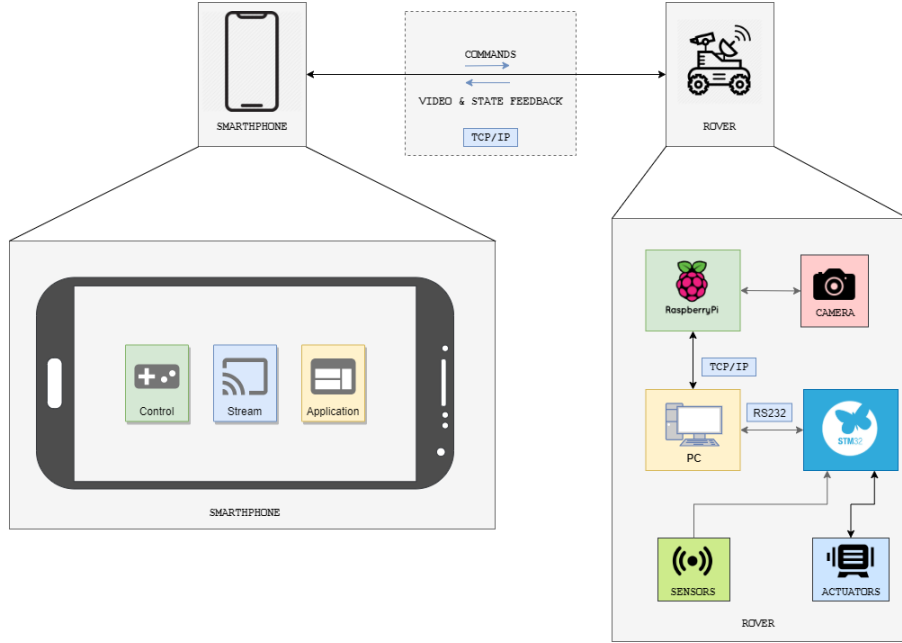 COMMANDS
VIDEO & STATE FEEDBACK
TCP/IP
SMARTHPHONE
ROVER
Control
Stream
Application
SMARTHPHONE
RaspberryPi
CAMERA
TCP/IP
RS232
PC
STM32
SENSORS
ACTUATORS
ROVER